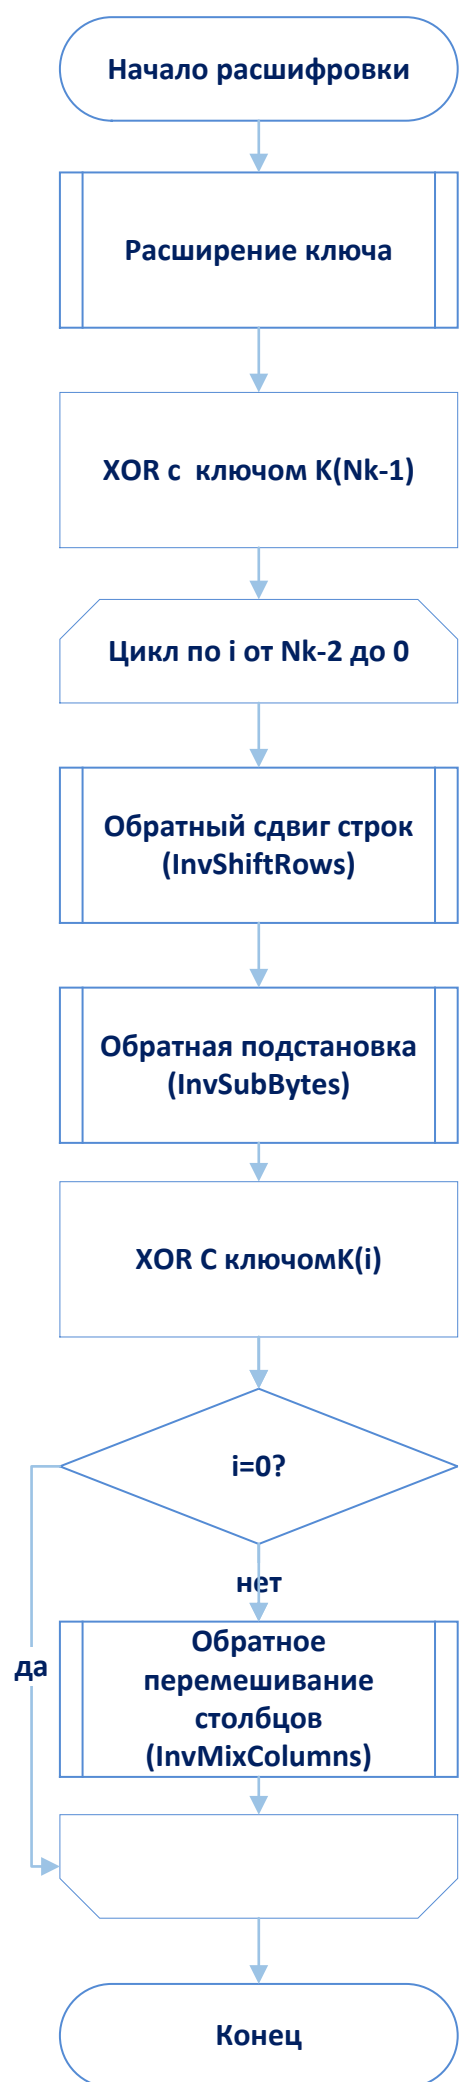 Начало расшифровки
Расширение ключа
XOR с ключом K(Nk-1)
Цикл по i от Nk-2 до 0
Обратный сдвиг строк
(InvShiftRows)
Обратная подстановка
(InvSubBytes)
XOR С ключомK(i)
i=0?
нет
да
Обратное
перемешивание
столбцов
(InvMixColumns)
Конец